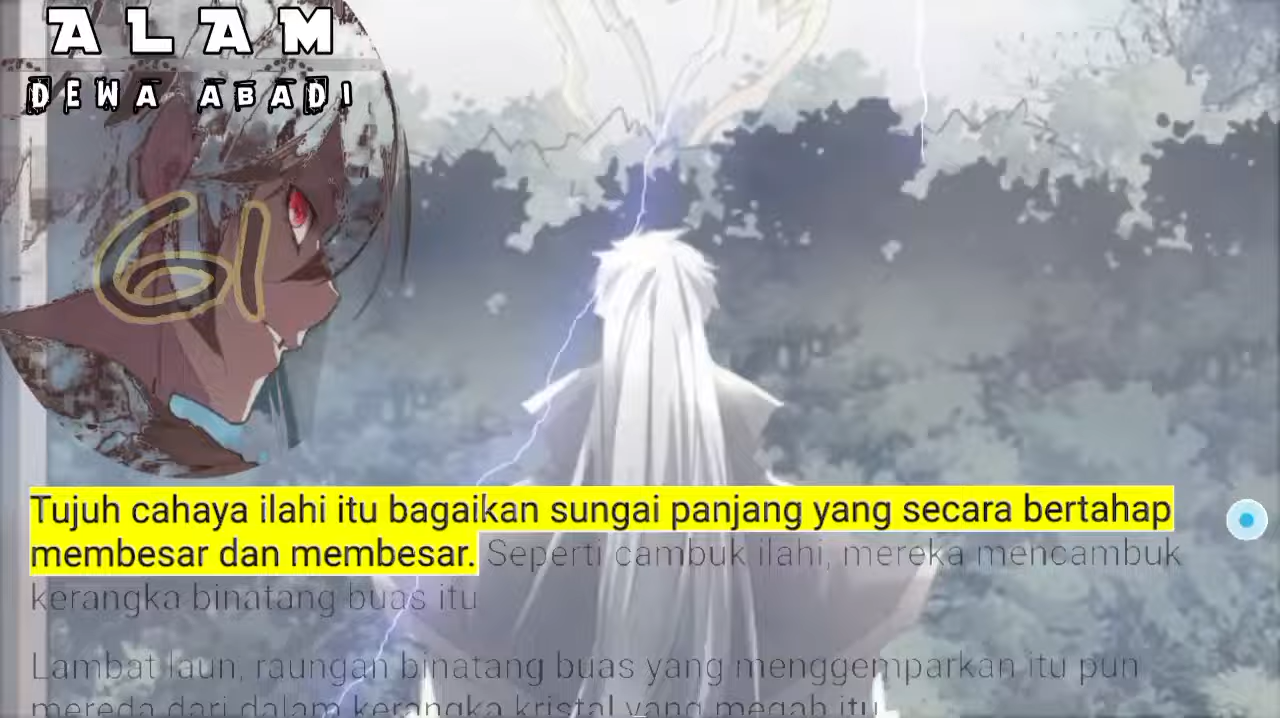 ALAM
DEWA ABADI
61
Tujuh cahaya ilahi itu bagaikan sungai panjang yang secara bertahap
membesar dan membesar. Seperti cambuk ilahi, mereka mencambuk
kerangka binatang buas itu
Lambat laun, raungan binatang buas yang menggemparkan itu pun
mereda dari dalam kerangka kristal yang megah itu